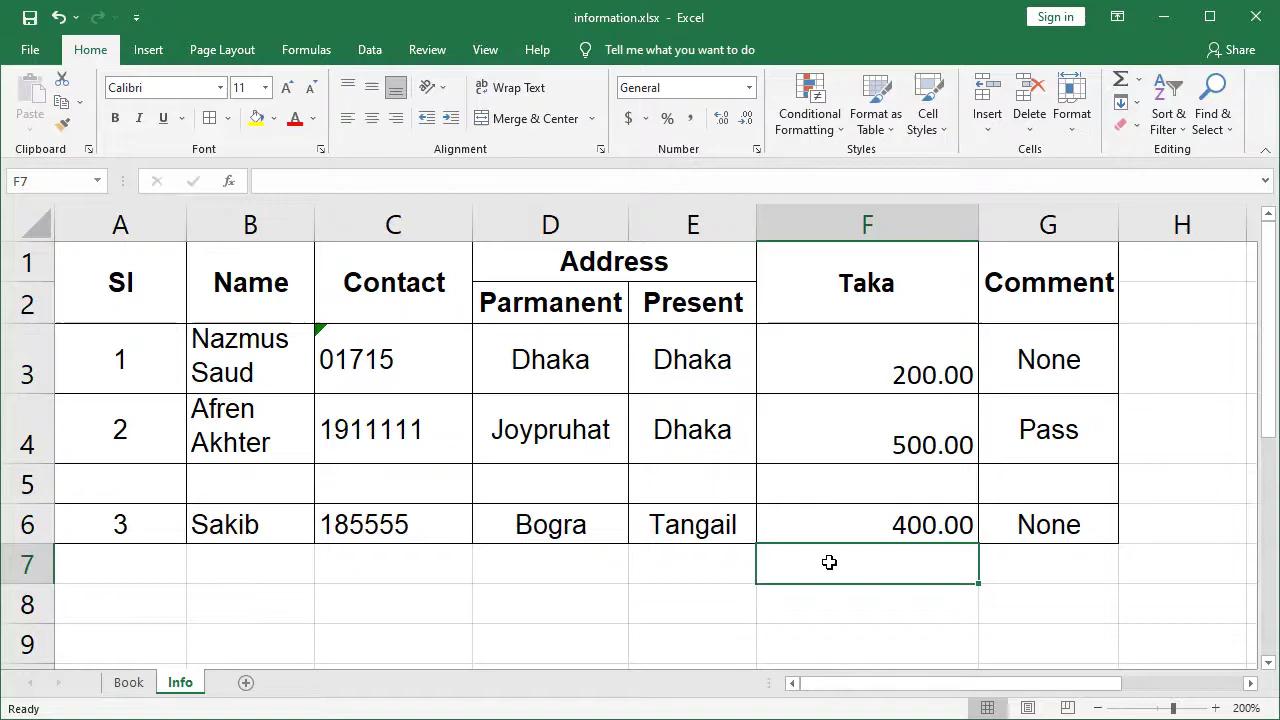 information.xlsx - Excel
Sign in
File Home Insert Page Layout Formulas Data Review View Help Tell me what you want to do Share
Paste
Clipboard
Calibri 11
B I U A
Font
Wrap Text
Merge & Center
Alignment
General
$ % ,
Number
Conditional Formatting
Format as Table
Cell Styles
Styles
Insert Delete Format
Cells
Sort & Filter
Find & Select
Editing
F7 fx
A B C D E F G H
1 Sl Name Contact Address Taka Comment
2 Parmanent Present
3 1 Nazmus Saud 01715 Dhaka Dhaka 200.00 None
4 2 Afren Akhter 1911111 Joypruhat Dhaka 500.00 Pass
5
6 3 Sakib 185555 Bogra Tangail 400.00 None
7
8
9
Book Info
Ready 200%